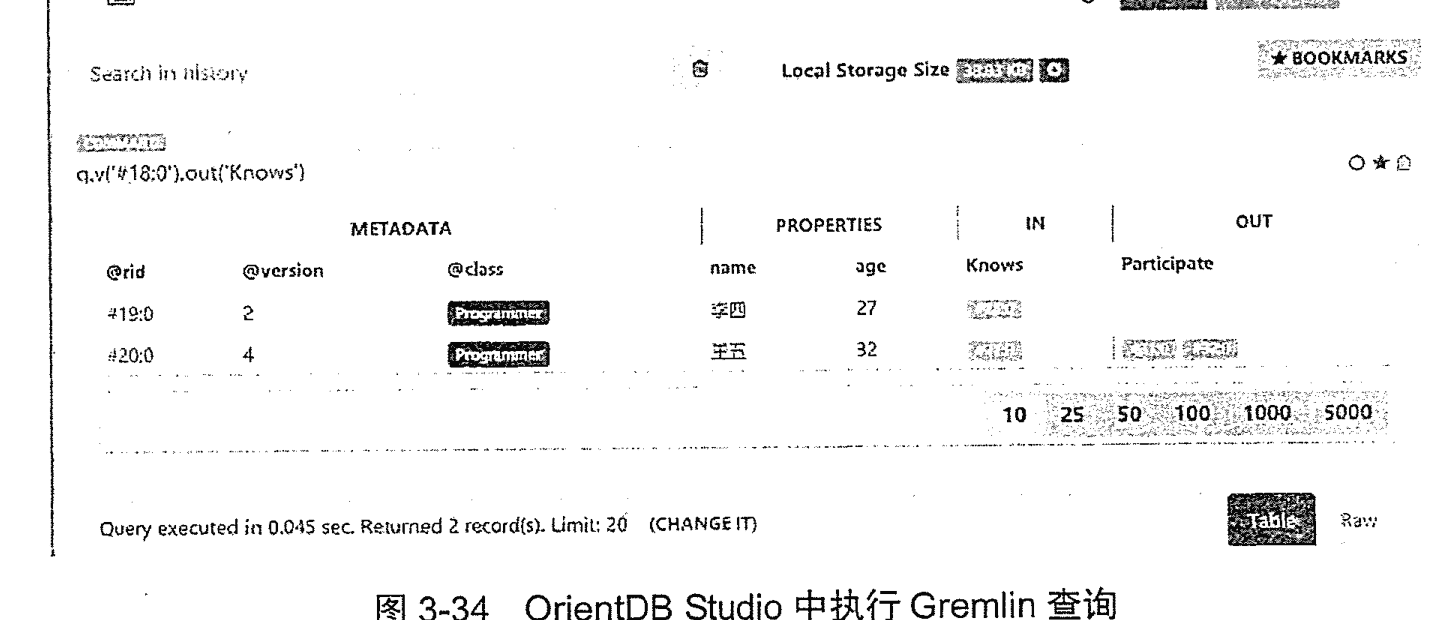 Search in history
Local Storage Size
★ BOOKMARKS
g.v('#18:0').out('Knows')
METADATA PROPERTIES IN OUT
@rid @version @class name age Knows Participate
#19:0 2 Programmer 李四 27
#20:0 4 Programmer 王五 32
10 25 50 100 1000 5000
Query executed in 0.045 sec. Returned 2 record(s). Limit: 20 (CHANGE IT)
Table Raw
图 3-34 OrientDB Studio 中执行 Gremlin 查询